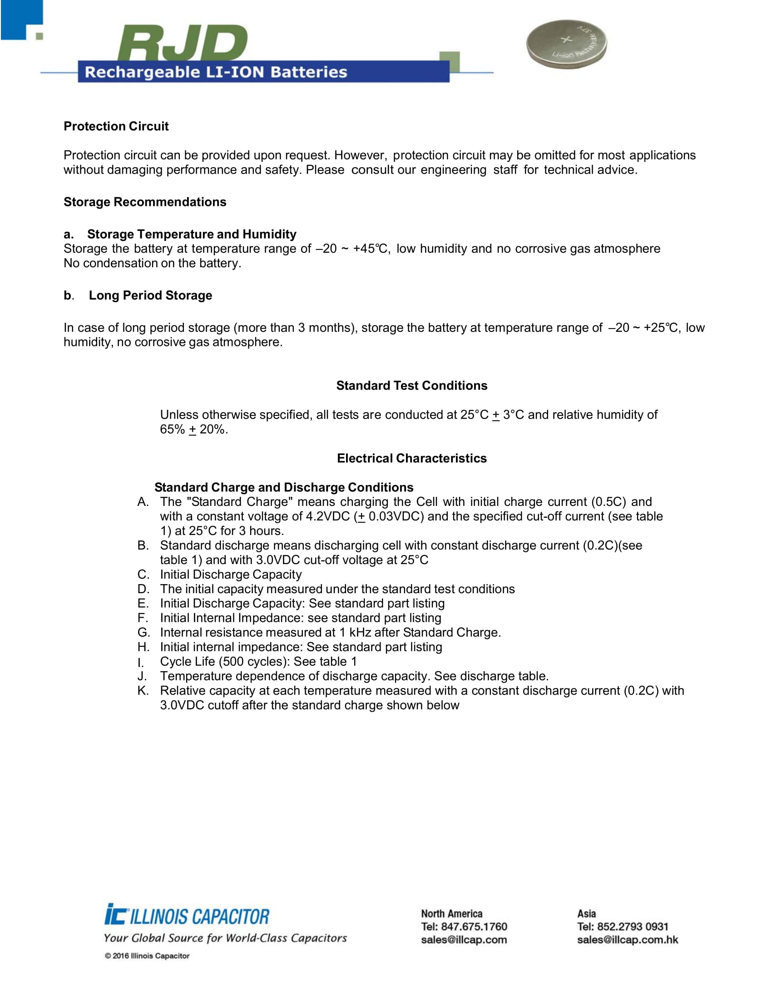 RJD
Rechargeable LI-ION Batteries
Li-ion Rechargeable 3.7V
Protection Circuit
Protection circuit can be provided upon request. However, protection circuit may be omitted for most applications
without damaging performance and safety. Please consult our engineering staff for technical advice.
Storage Recommendations
a. Storage Temperature and Humidity
Storage the battery at temperature range of –20 ~ +45℃, low humidity and no corrosive gas atmosphere
No condensation on the battery.
b. Long Period Storage
In case of long period storage (more than 3 months), storage the battery at temperature range of –20 ~ +25℃, low
humidity, no corrosive gas atmosphere.
Standard Test Conditions
Unless otherwise specified, all tests are conducted at 25°C ± 3°C and relative humidity of
65% ± 20%.
Electrical Characteristics
Standard Charge and Discharge Conditions
A. The "Standard Charge" means charging the Cell with initial charge current (0.5C) and
with a constant voltage of 4.2VDC (± 0.03VDC) and the specified cut-off current (see table
1) at 25°C for 3 hours.
B. Standard discharge means discharging cell with constant discharge current (0.2C)(see
table 1) and with 3.0VDC cut-off voltage at 25°C
C. Initial Discharge Capacity
D. The initial capacity measured under the standard test conditions
E. Initial Discharge Capacity: See standard part listing
F. Initial Internal Impedance: see standard part listing
G. Internal resistance measured at 1 kHz after Standard Charge.
H. Initial internal impedance: See standard part listing
I. Cycle Life (500 cycles): See table 1
J. Temperature dependence of discharge capacity. See discharge table.
K. Relative capacity at each temperature measured with a constant discharge current (0.2C) with
3.0VDC cutoff after the standard charge shown below
ic ILLINOIS CAPACITOR
Your Global Source for World-Class Capacitors
© 2016 Illinois Capacitor
North America
Tel: 847.675.1760
sales@illcap.com
Asia
Tel: 852.2793 0931
sales@illcap.com.hk